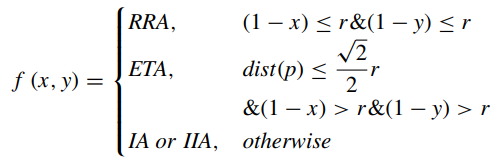 RRA, (1 − x) ≤ r&(1 − y) ≤ r
f (x, y) = { ETA, dist(p) ≤ √2/2 r
&(1 − x) > r&(1 − y) > r
IA or IIA, otherwise